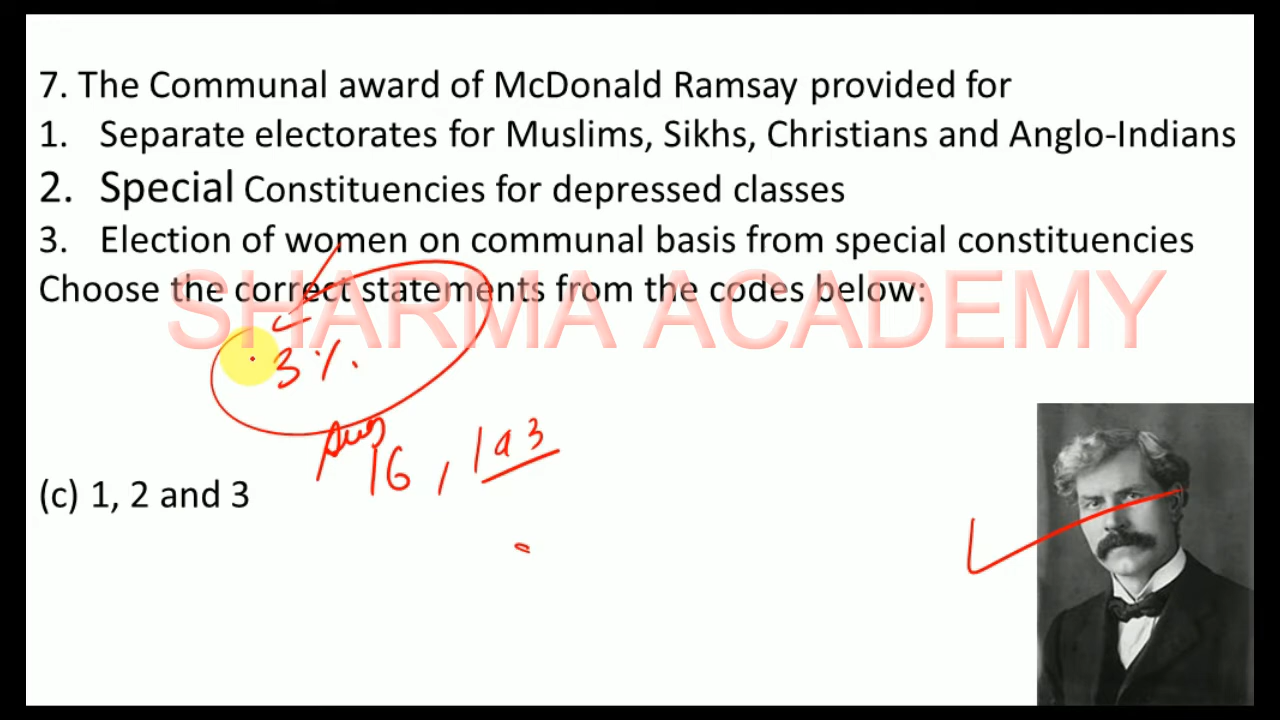 7. The Communal award of McDonald Ramsay provided for
1. Separate electorates for Muslims, Sikhs, Christians and Anglo-Indians
2. Special Constituencies for depressed classes
3. Election of women on communal basis from special constituencies
Choose the correct statements from the codes below:
SHARMA ACADEMY
3%.
Aug
16, 193
(c) 1, 2 and 3